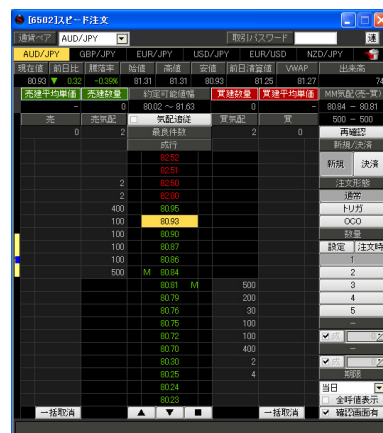 [6502]スピード注文
通貨ペア AUD/JPY 取引パスワード 連
AUD/JPY GBP/JPY EUR/JPY USD/JPY EUR/USD NZD/JPY
現在値 前日比 騰落率 始値 高値 安値 前日清算値 VWAP 出来高
80.93 ▼ 0.32 -0.39% 81.31 81.31 80.93 81.25 81.27 74
売建平均単価 売建数量 約定可能値幅 買建数量 買建平均単価 MM気配(売-買)
- 0 80.02 ～ 81.63 0 - 80.84 - 80.81
売 売気配 気配追従 買気配 買 500 - 500
0 2 最良件数 2 0 再確認
成行 新規/決済
82.52
82.51 新規 決済
2 82.50 注文形態
2 82.00 通常
400 80.95 トリガ
100 80.93 OCO
100 80.90 数量
100 80.87 設定 注文時
100 80.86 1
500 M 80.84 2
80.81 M 500 3
80.79 200 4
80.76 30 5
80.75 100 -
80.72 100
80.70 400 -
80.30 2
80.25 4 期限
80.24 当日
80.23 全呼値表示
一括取消 ▲ ▼ ■ 一括取消 確認画面有